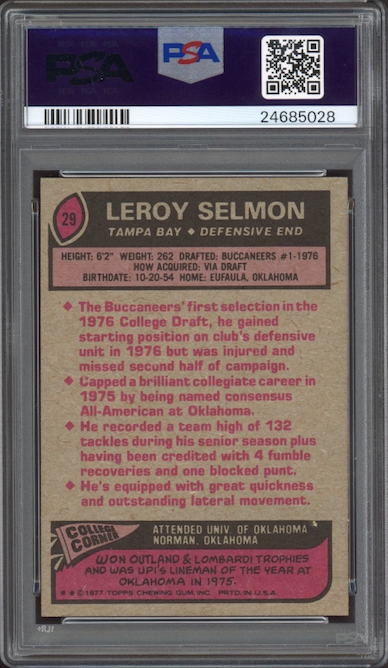 PSA
PSA
24685028
29
LEROY SELMON
TAMPA BAY ◆ DEFENSIVE END
HEIGHT: 6'2" WEIGHT: 262 DRAFTED: BUCCANEERS #1-1976
HOW ACQUIRED: VIA DRAFT
BIRTHDATE: 10-20-54 HOME: EUFAULA, OKLAHOMA
◆ The Buccaneers' first selection in the
1976 College Draft, he gained
starting position on club's defensive
unit in 1976 but was injured and
missed second half of campaign.
◆ Capped a brilliant collegiate career in
1975 by being named consensus
All-American at Oklahoma.
◆ He recorded a team high of 132
tackles during his senior season plus
having been credited with 4 fumble
recoveries and one blocked punt.
◆ He's equipped with great quickness
and outstanding lateral movement.
COLLEGE
CORNER
ATTENDED UNIV. OF OKLAHOMA
NORMAN, OKLAHOMA
WON OUTLAND & LOMBARDI TROPHIES
AND WAS UPI'S LINEMAN OF THE YEAR AT
OKLAHOMA IN 1975.
✱ ✱ © 1977 TOPPS CHEWING GUM, INC. PRTD. IN U.S.A.